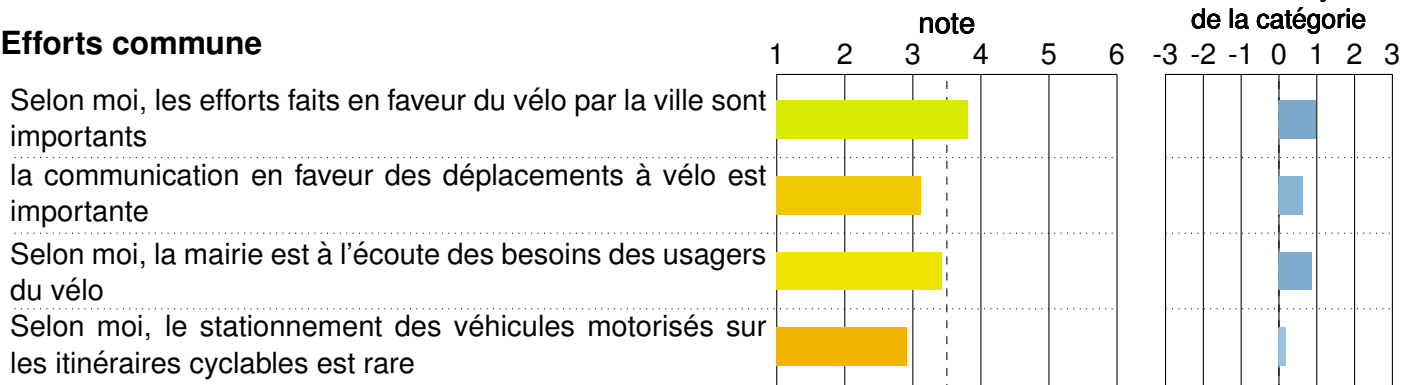 note
de la catégorie
Efforts commune
1 2 3 4 5 6
-3 -2 -1 0 1 2 3
Selon moi, les efforts faits en faveur du vélo par la ville sont
importants
la communication en faveur des déplacements à vélo est
importante
Selon moi, la mairie est à l'écoute des besoins des usagers
du vélo
Selon moi, le stationnement des véhicules motorisés sur
les itinéraires cyclables est rare